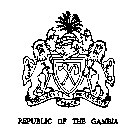 REPUBLIC OF THE GAMBIA